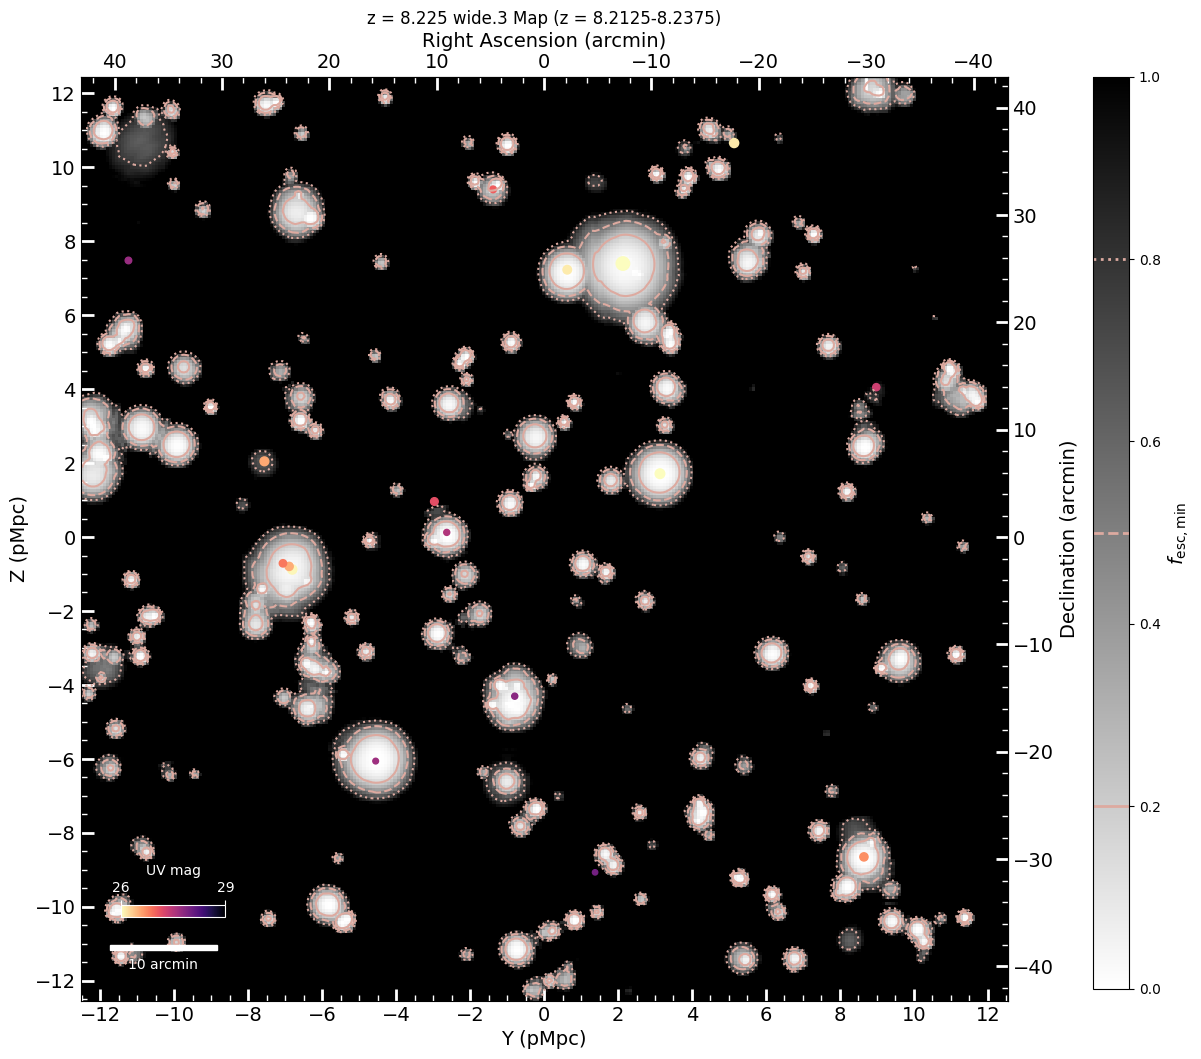 z = 8.225 wide.3 Map (z = 8.2125-8.2375)
Right Ascension (arcmin)
40 30 20 10 0 −10 −20 −30 −40
12
10
8
6
4
2
0
−2
−4
−6
−8
−10
−12
Z (pMpc)
40
30
20
10
0
−10
−20
−30
−40
Declination (arcmin)
1.0
0.8
0.6
0.4
0.2
0.0
fesc,min
UV mag
26 29
10 arcmin
−12 −10 −8 −6 −4 −2 0 2 4 6 8 10 12
Y (pMpc)